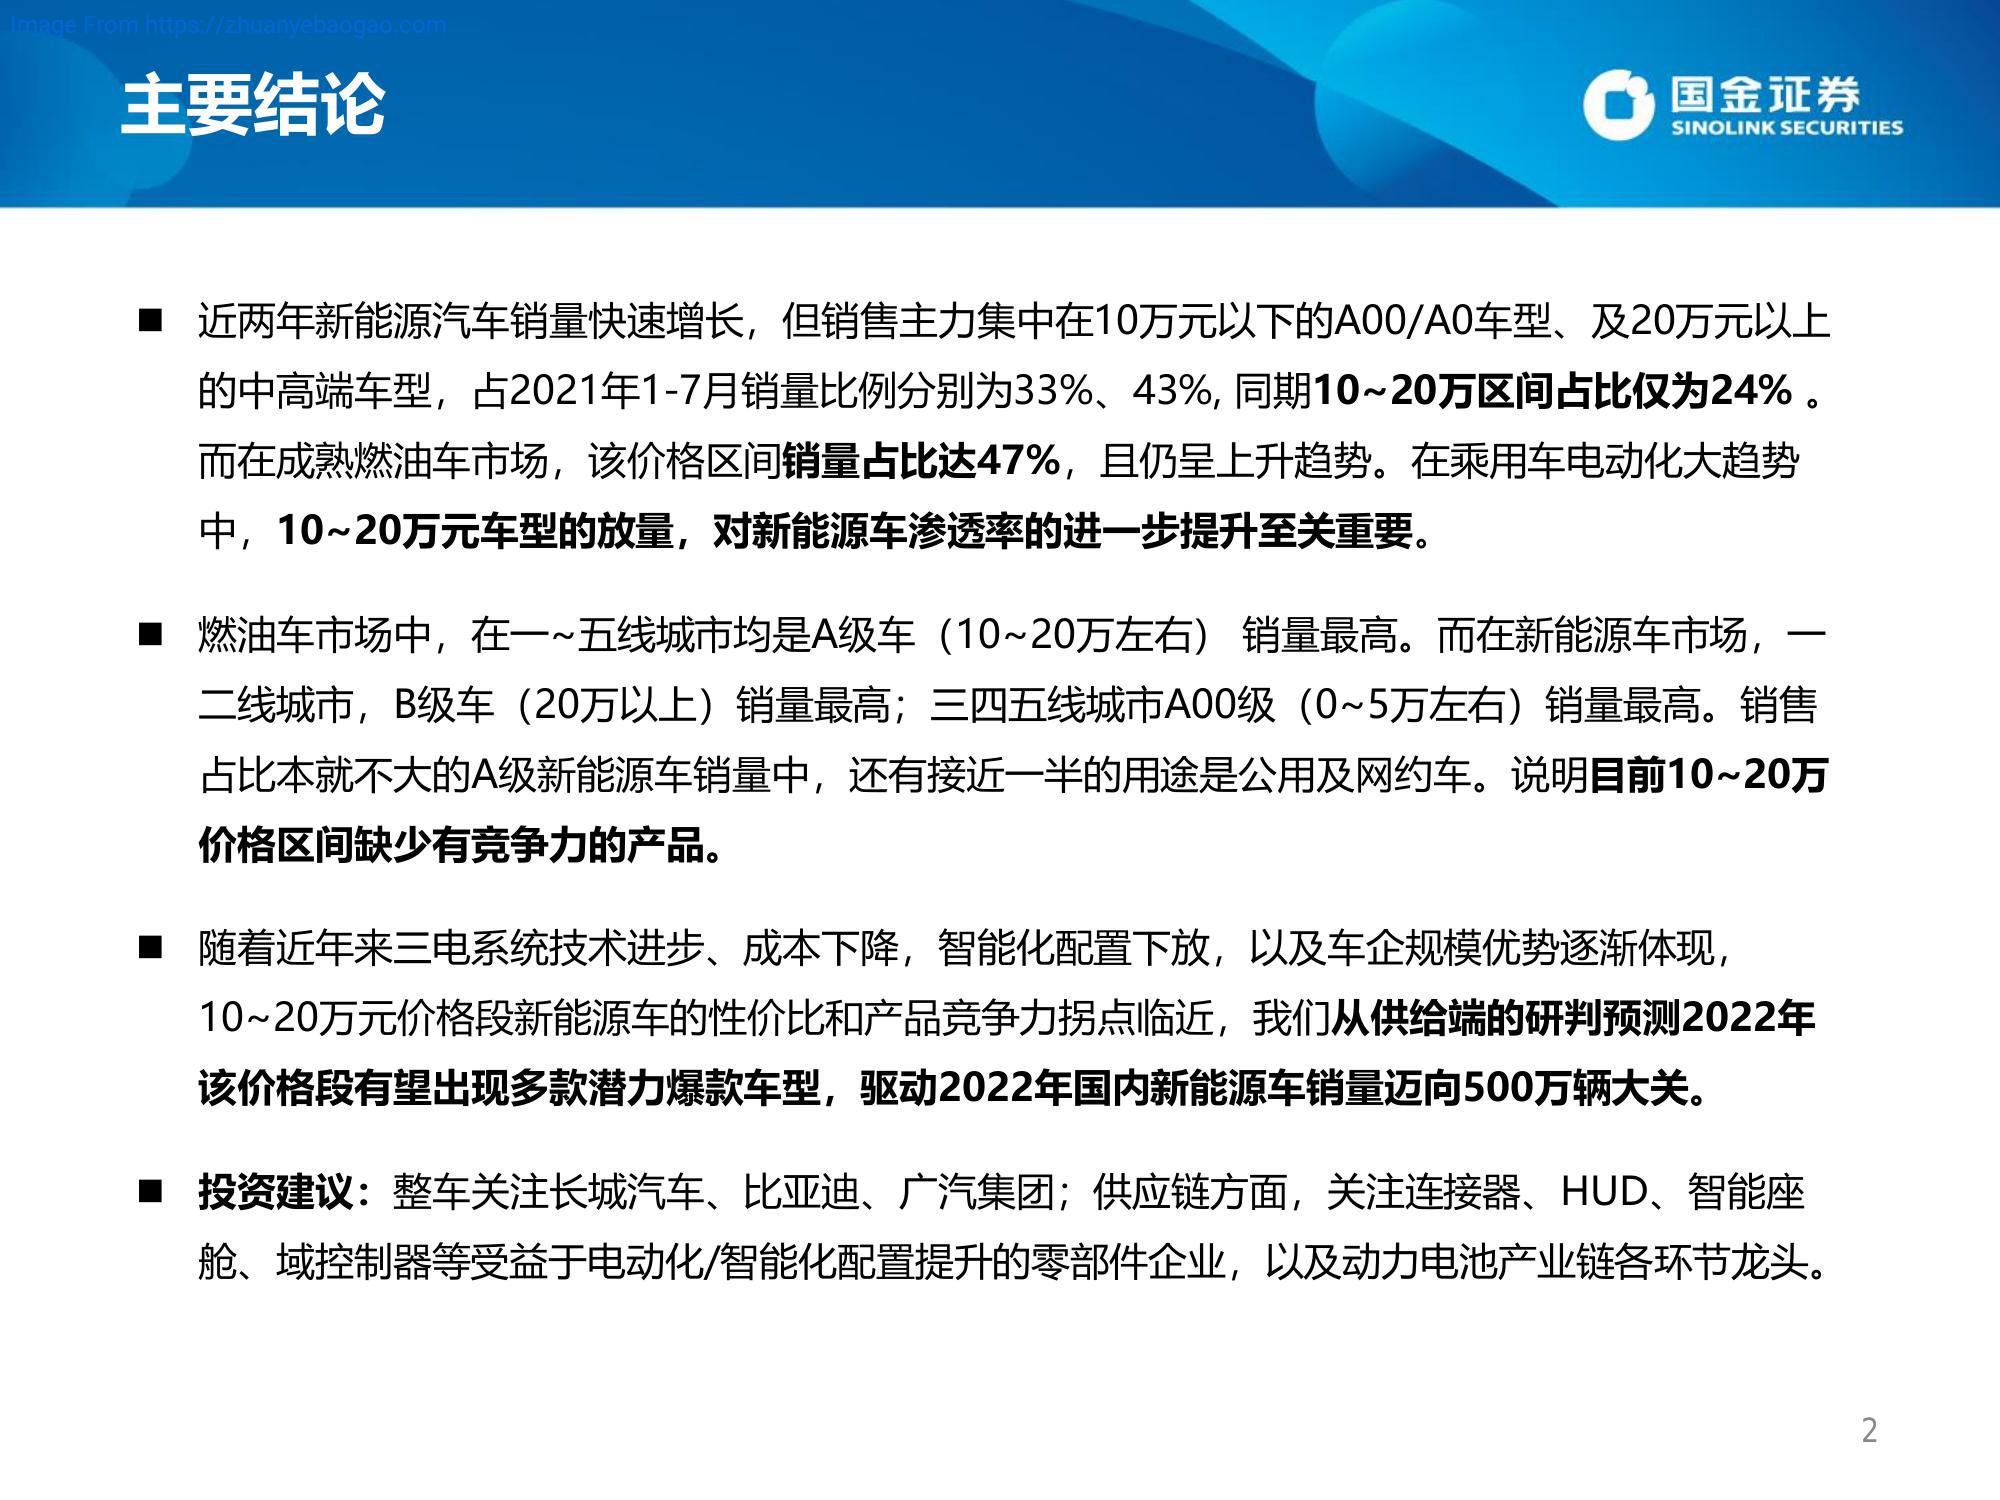 Image From https://zhuanyebaogao.com
主要结论
国金证券
SINOLINK SECURITIES
■ 近两年新能源汽车销量快速增长，但销售主力集中在10万元以下的A00/A0车型、及20万元以上
的中高端车型，占2021年1-7月销量比例分别为33%、43%, 同期10~20万区间占比仅为24% 。
而在成熟燃油车市场，该价格区间销量占比达47%，且仍呈上升趋势。在乘用车电动化大趋势
中，10~20万元车型的放量，对新能源车渗透率的进一步提升至关重要。
■ 燃油车市场中，在一~五线城市均是A级车（10~20万左右） 销量最高。而在新能源车市场，一
二线城市，B级车（20万以上）销量最高；三四五线城市A00级（0~5万左右）销量最高。销售
占比本就不大的A级新能源车销量中，还有接近一半的用途是公用及网约车。说明目前10~20万
价格区间缺少有竞争力的产品。
■ 随着近年来三电系统技术进步、成本下降，智能化配置下放，以及车企规模优势逐渐体现，
10~20万元价格段新能源车的性价比和产品竞争力拐点临近，我们从供给端的研判预测2022年
该价格段有望出现多款潜力爆款车型，驱动2022年国内新能源车销量迈向500万辆大关。
■ 投资建议：整车关注长城汽车、比亚迪、广汽集团；供应链方面，关注连接器、HUD、智能座
舱、域控制器等受益于电动化/智能化配置提升的零部件企业，以及动力电池产业链各环节龙头。
2